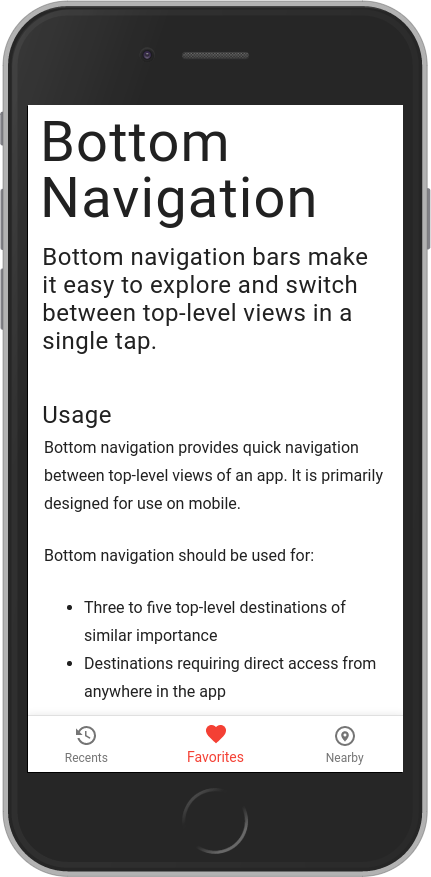 Bottom
Navigation
Bottom navigation bars make
it easy to explore and switch
between top-level views in a
single tap.
Usage
Bottom navigation provides quick navigation
between top-level views of an app. It is primarily
designed for use on mobile.
Bottom navigation should be used for:
• Three to five top-level destinations of
similar importance
• Destinations requiring direct access from
anywhere in the app
Recents
Favorites
Nearby